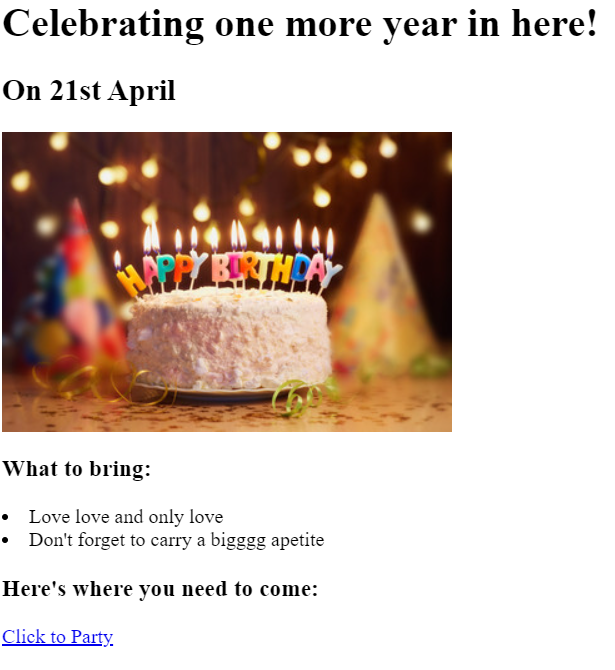 Celebrating one more year in here!
On 21st April
HAPPY BIRTHDAY
What to bring:
Love love and only love
Don't forget to carry a bigggg apetite
Here's where you need to come:
Click to Party